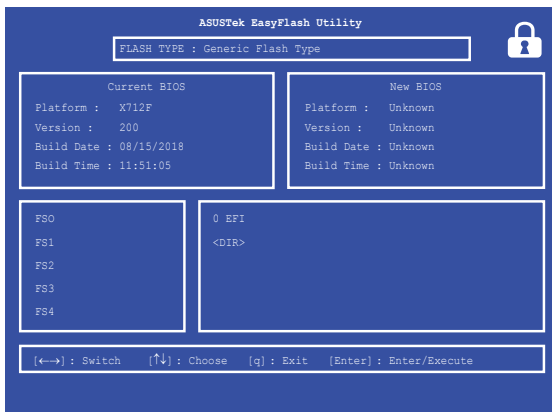 ASUSTek EasyFlash Utility
FLASH TYPE : Generic Flash Type
Current BIOS
Platform : X712F
Version : 200
Build Date : 08/15/2018
Build Time : 11:51:05
New BIOS
Platform : Unknown
Version : Unknown
Build Date : Unknown
Build Time : Unknown
FSO
FS1
FS2
FS3
FS4
0 EFI
<DIR>
[←→] : Switch [↑↓] : Choose [q] : Exit [Enter] : Enter/Execute